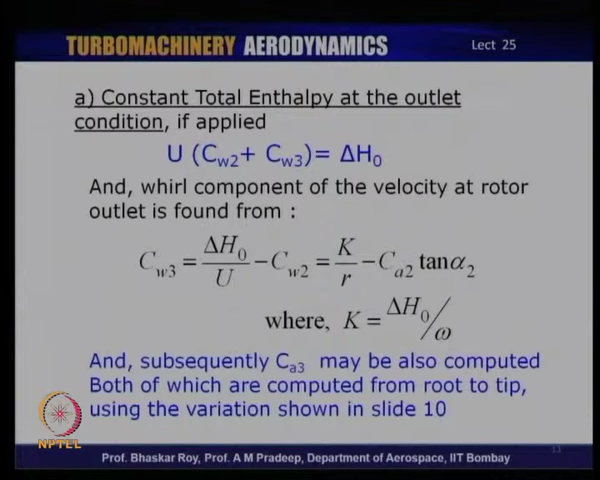 TURBOMACHINERY AERODYNAMICS Lect 25
a) Constant Total Enthalpy at the outlet
condition, if applied
U (Cw2+ Cw3)= ΔH0
And, whirl component of the velocity at rotor
outlet is found from :
Cw3 = ΔH0/U − Cw2 = K/r − Ca2 tanα2
where, K = ΔH0/ω
And, subsequently Ca3 may be also computed
Both of which are computed from root to tip,
using the variation shown in slide 10
NPTEL
13
Prof. Bhaskar Roy, Prof. A M Pradeep, Department of Aerospace, IIT Bombay